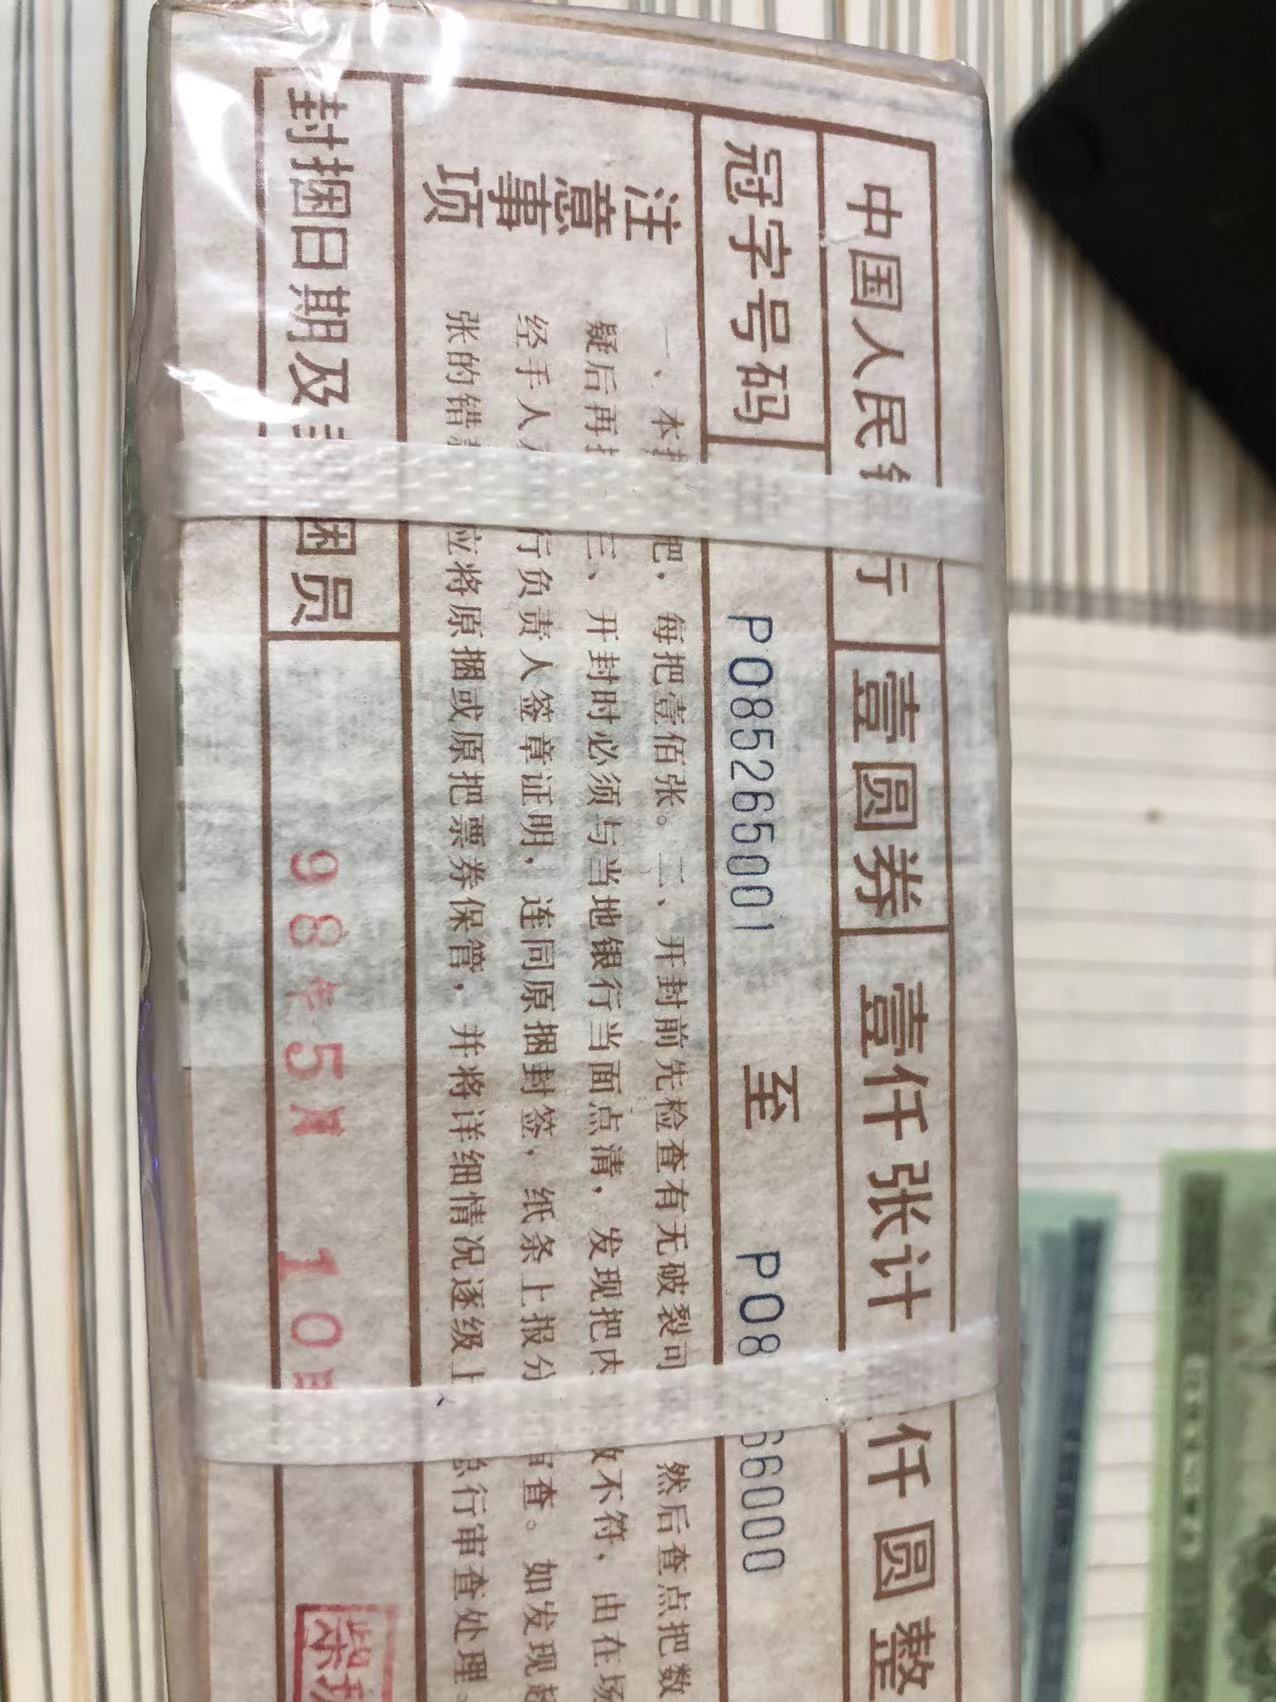 中国人民银行 壹圆券 壹仟张计 仟圆整
冠字号码 P085265001 至 P08 66000
注意事项
一、本 把，每把壹佰张。二、开封前先检查有无破裂可 然后查点把数
疑后再 三、开封时必须与当地银行当面点清，发现把内 不符，由在场
经手人 行负责人签章证明，连同原捆封签，纸条上报分 审查。如发现
张的错 应将原捆或原把票券保管，并将详细情况逐级上 总行审查处理。
封捆日期及 捆员 98年5月 10